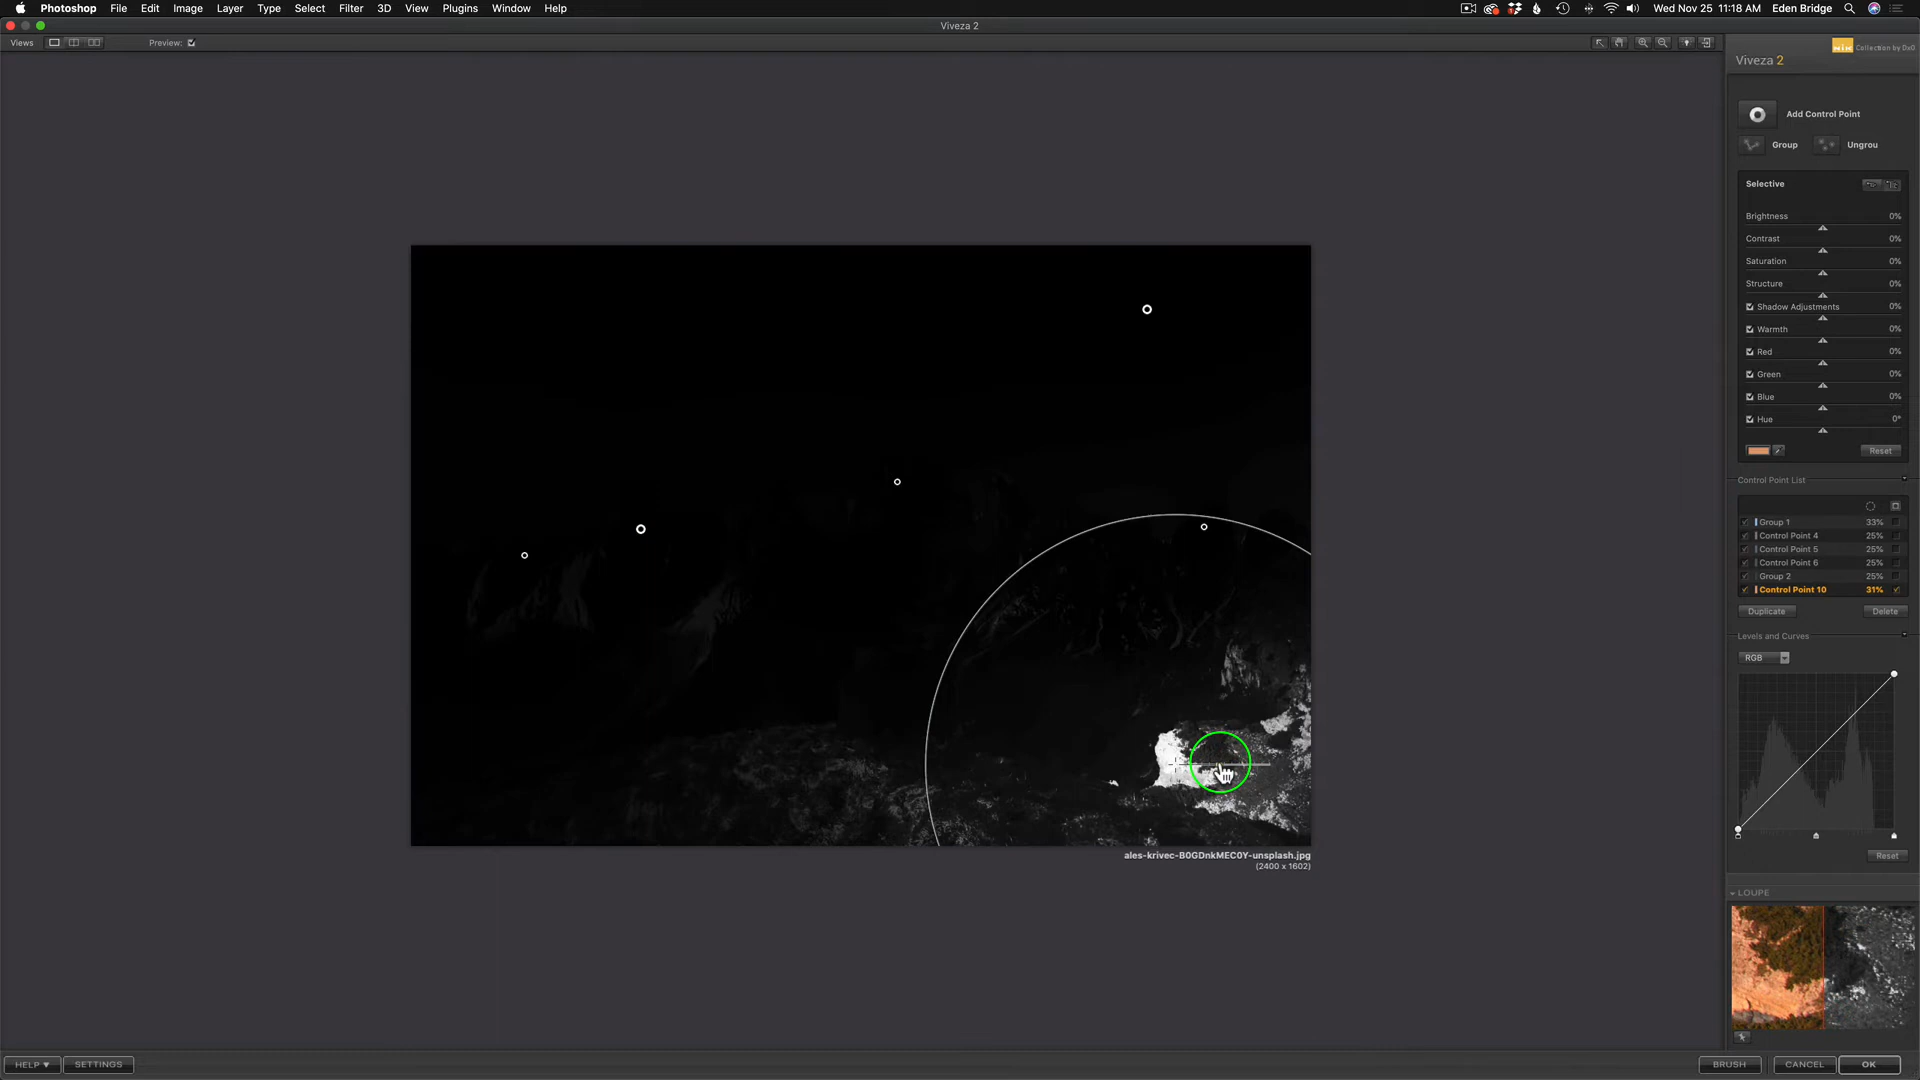 Photoshop File Edit Image Layer Type Select Filter 3D View Plugins Window Help Wed Nov 25 11:18 AM Eden Bridge
Viveza 2
Views Preview:
Nik Collection by DxO
Viveza 2
Add Control Point
Group Ungrou
Selective
Brightness 0%
Contrast 0%
Saturation 0%
Structure 0%
Shadow Adjustments 0%
Warmth 0%
Red 0%
Green 0%
Blue 0%
Hue 0°
Reset
Control Point List
Group 1 33%
Control Point 4 25%
Control Point 5 25%
Control Point 6 25%
Group 2 25%
Control Point 10 31%
Duplicate Delete
Levels and Curves
RGB
Reset
ales-krivec-B0GDnkMEC0Y-unsplash.jpg
(2400 x 1602)
LOUPE
HELP ▾ SETTINGS BRUSH CANCEL OK